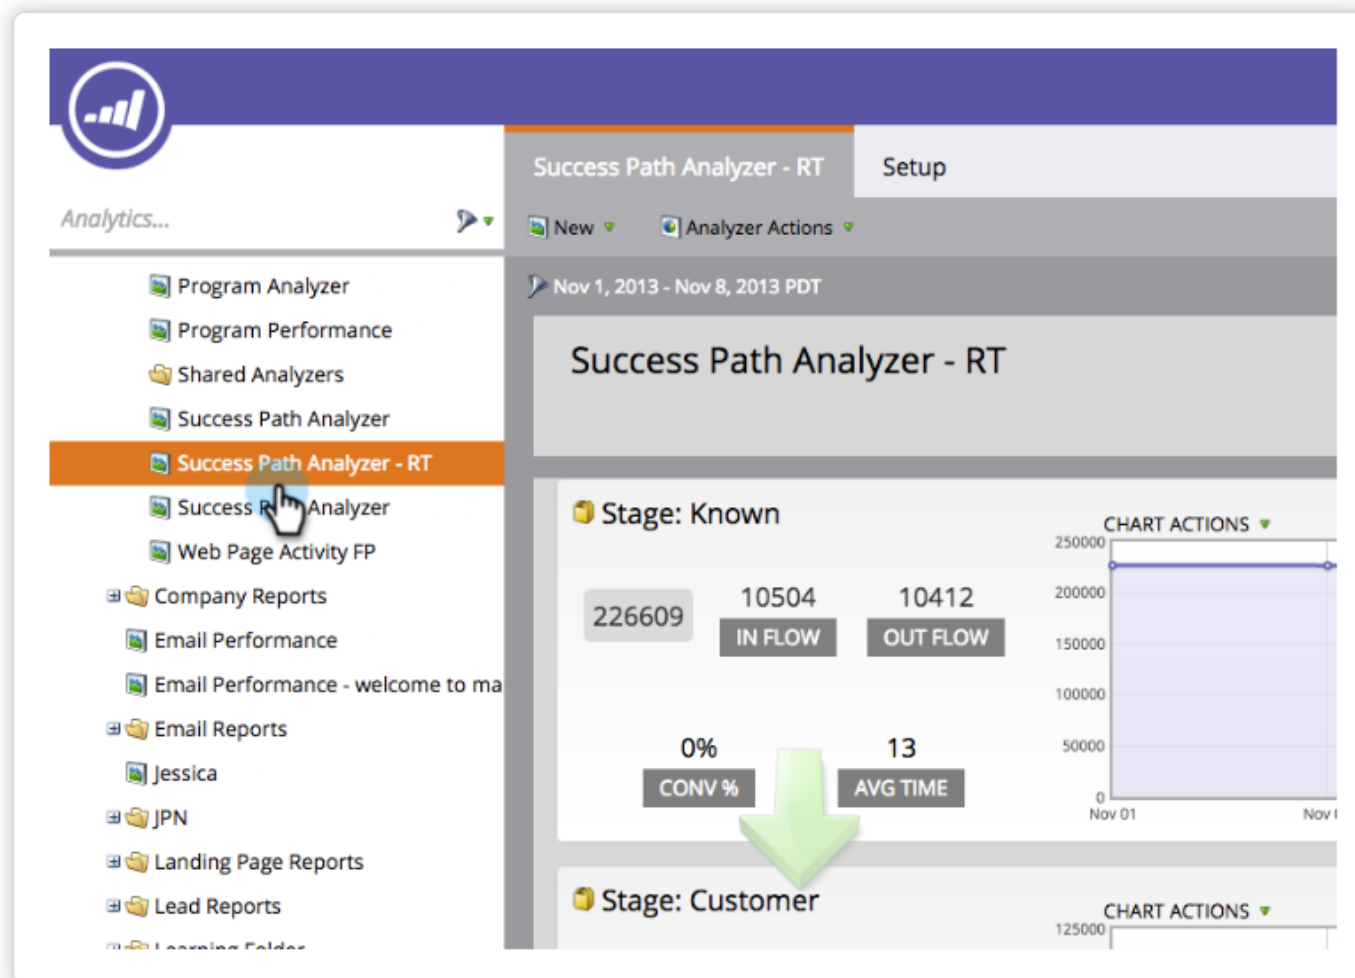 Success Path Analyzer - RT
Setup
Analytics...
New
Analyzer Actions
Nov 1, 2013 - Nov 8, 2013 PDT
Program Analyzer
Program Performance
Shared Analyzers
Success Path Analyzer
Success Path Analyzer - RT
Success Analyzer
Web Page Activity FP
Company Reports
Email Performance
Email Performance - welcome to ma
Email Reports
Jessica
JPN
Landing Page Reports
Lead Reports
Learning Folder
Success Path Analyzer - RT
Stage: Known
CHART ACTIONS
226609
10504
10412
IN FLOW
OUT FLOW
0%
13
CONV %
AVG TIME
250000
200000
150000
100000
50000
0
Nov 01
Nov
Stage: Customer
CHART ACTIONS
125000